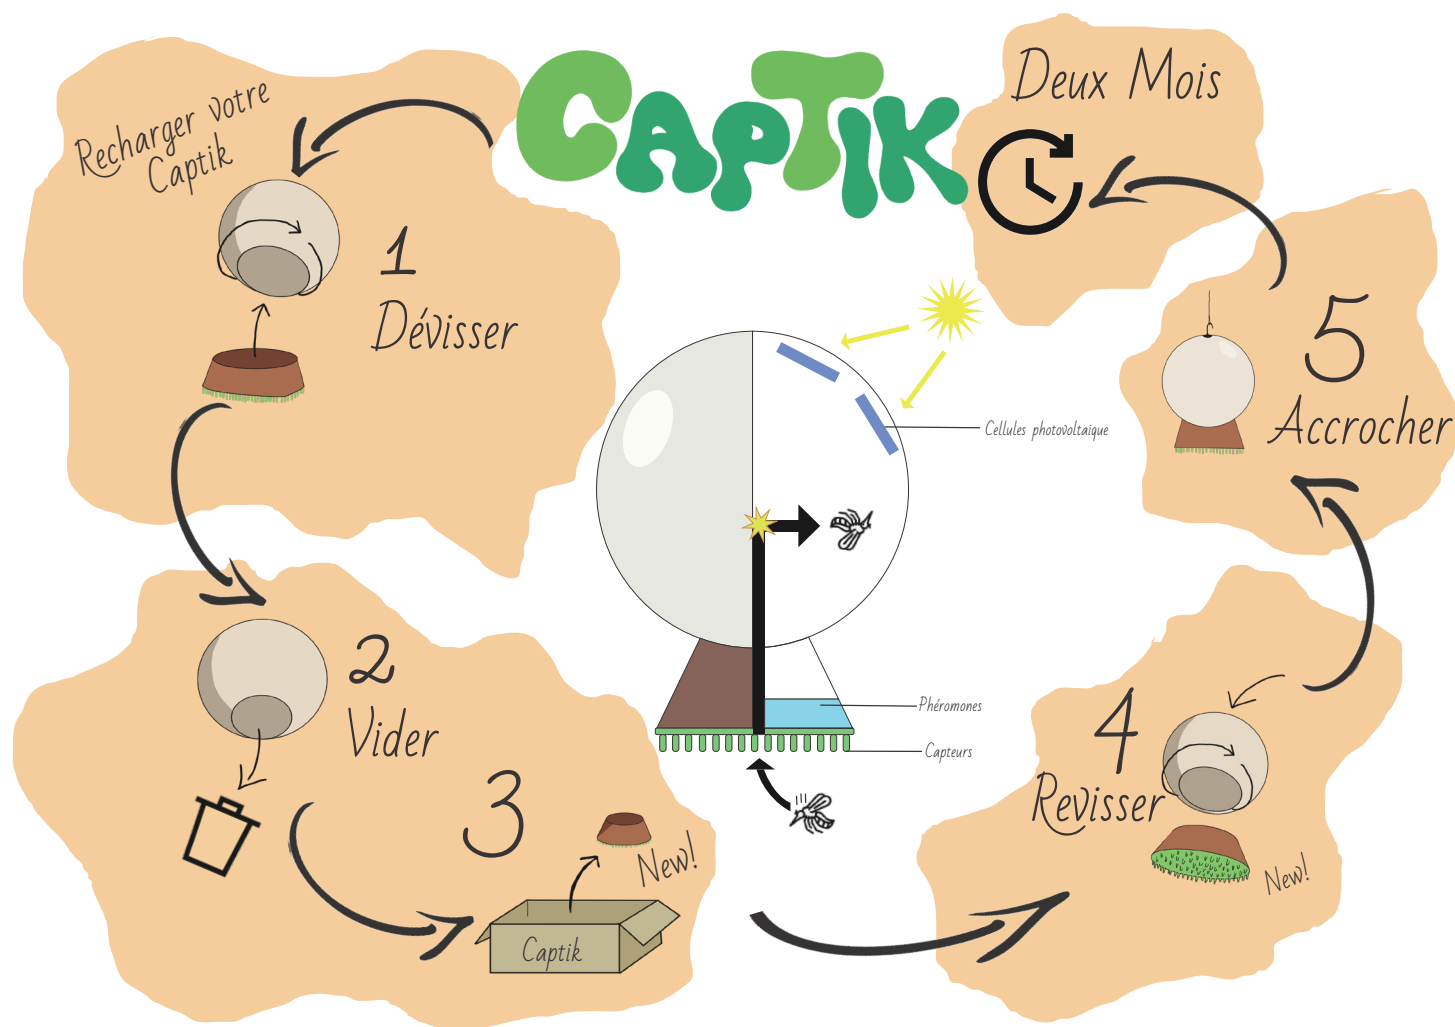 CAPTIK
Recharger votre
Captik
1
Dévisser
2
Vider
3
New!
Captik
4
Revisser
New!
5
Accrocher
Deux Mois
Cellules photovoltaique
Phéromones
Capteurs